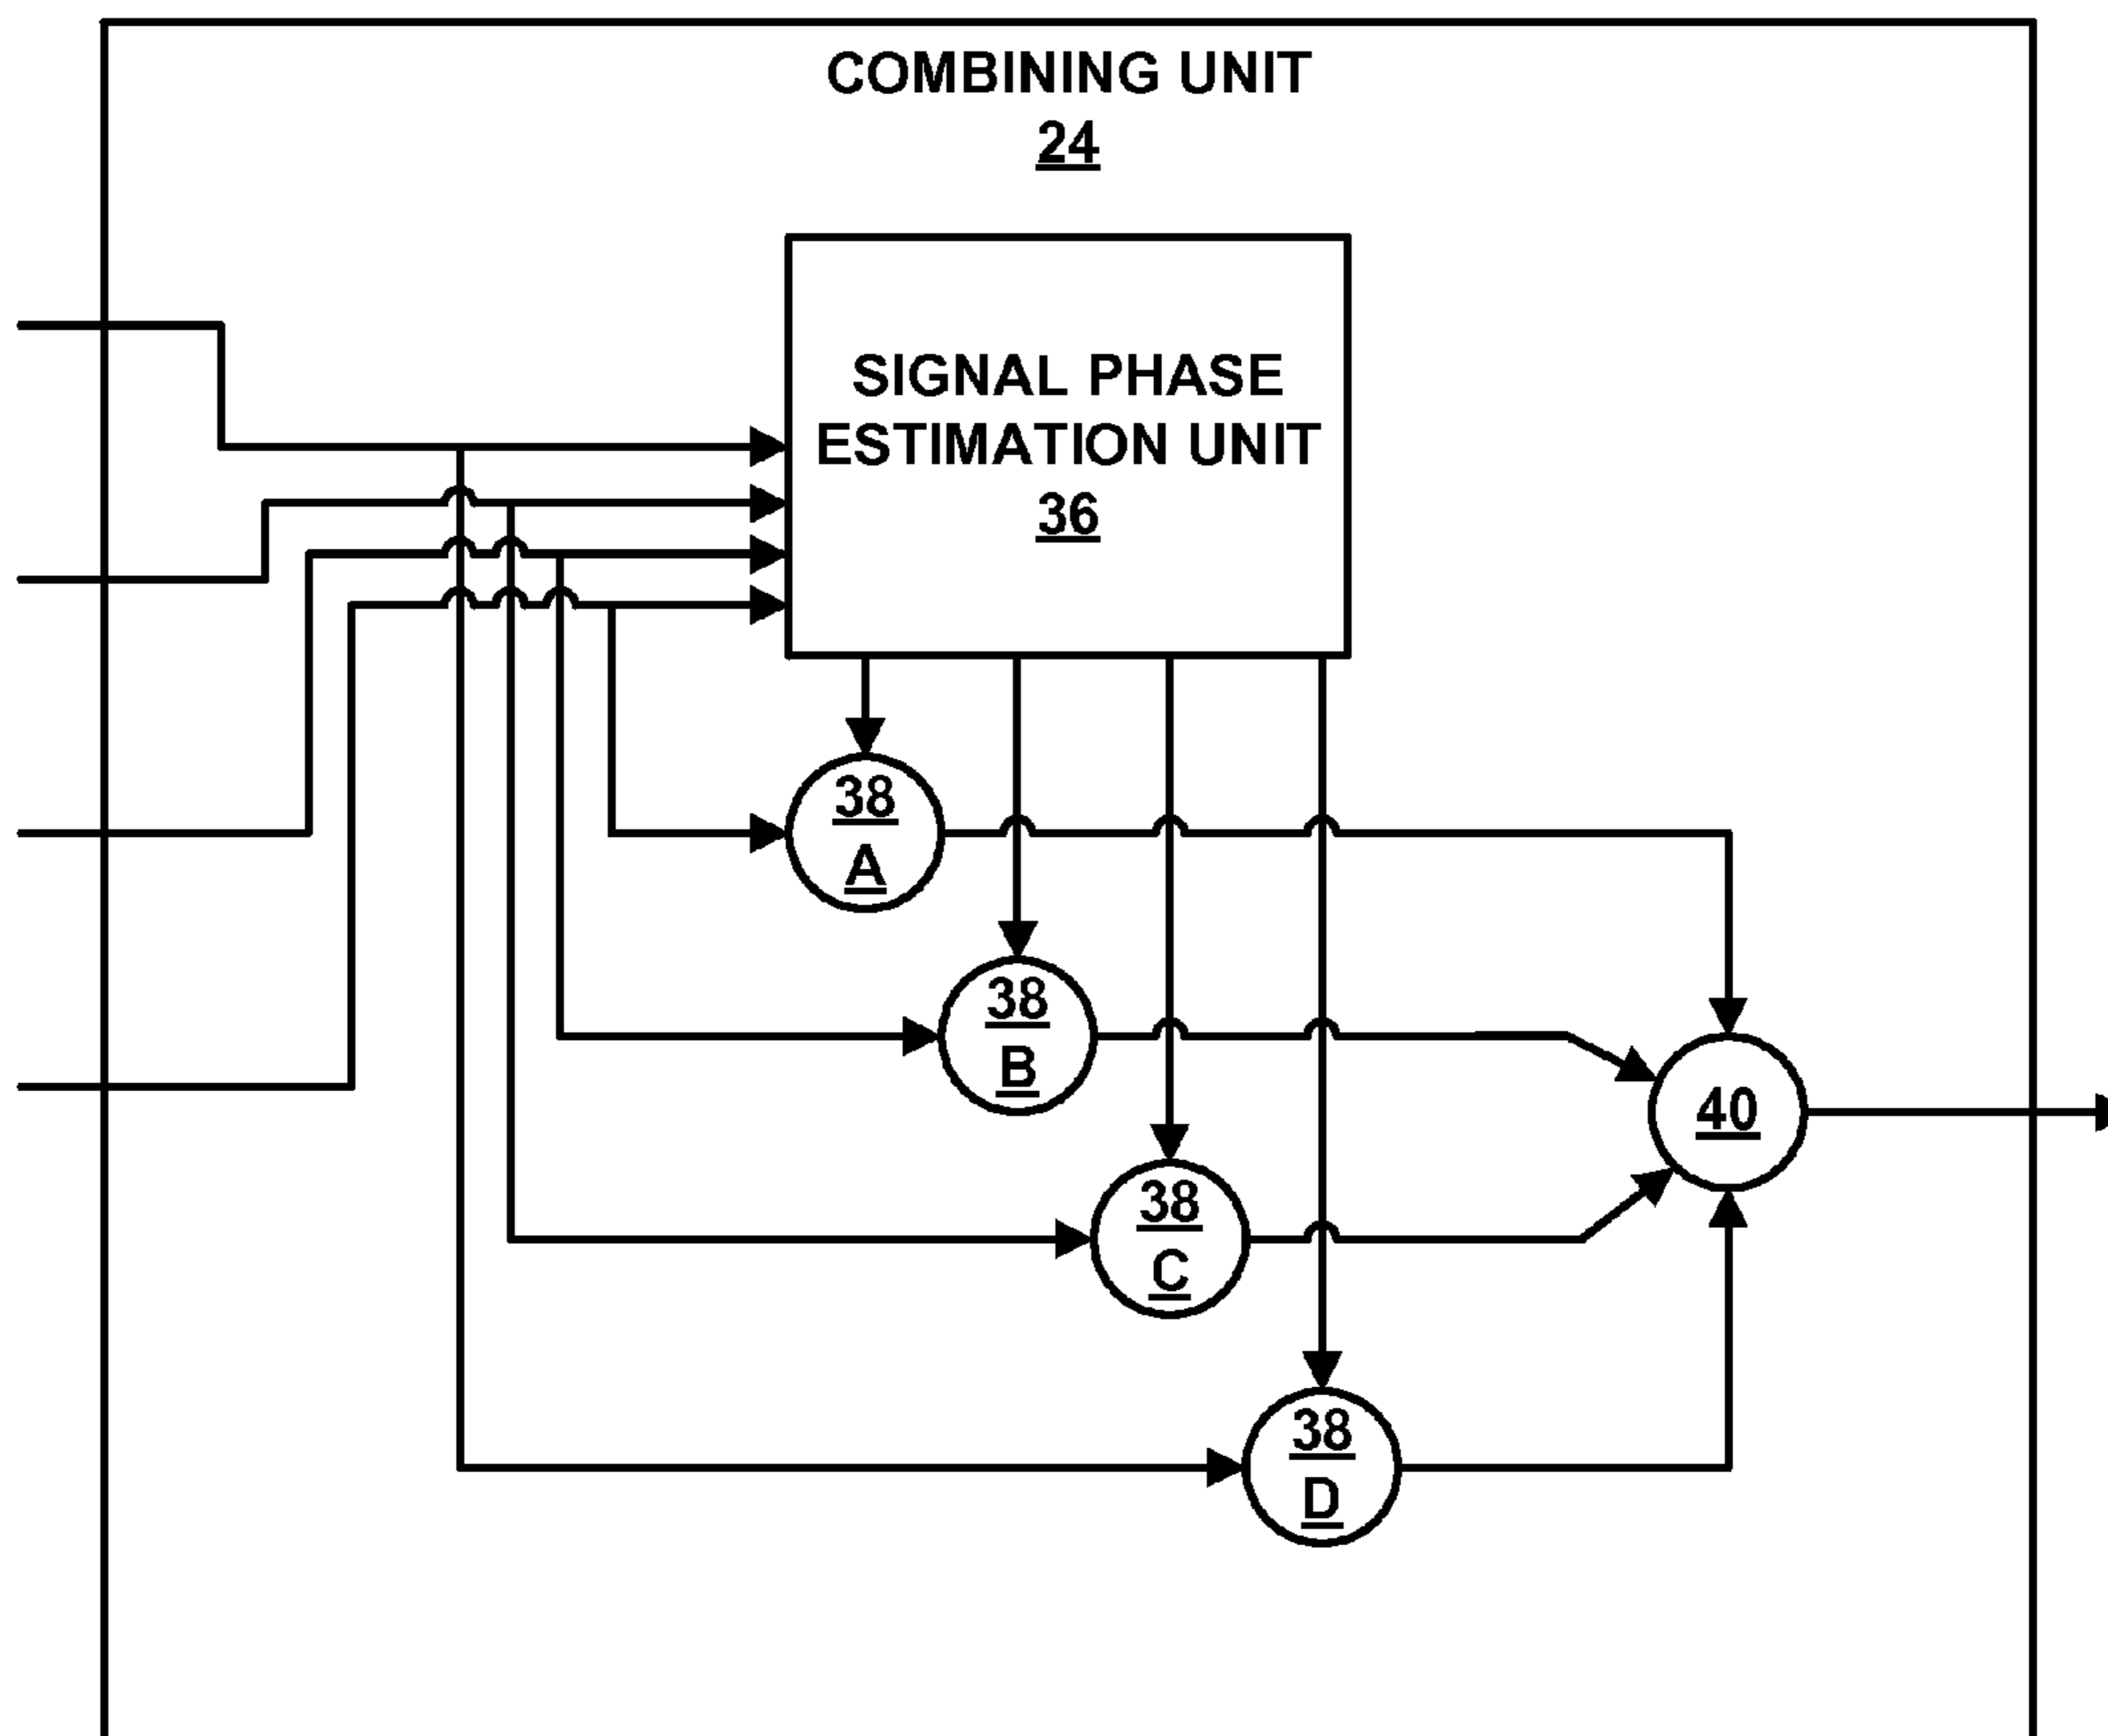 COMBINING UNIT
24
SIGNAL PHASE
ESTIMATION UNIT
36
38
A
38
B
40
38
C
38
D